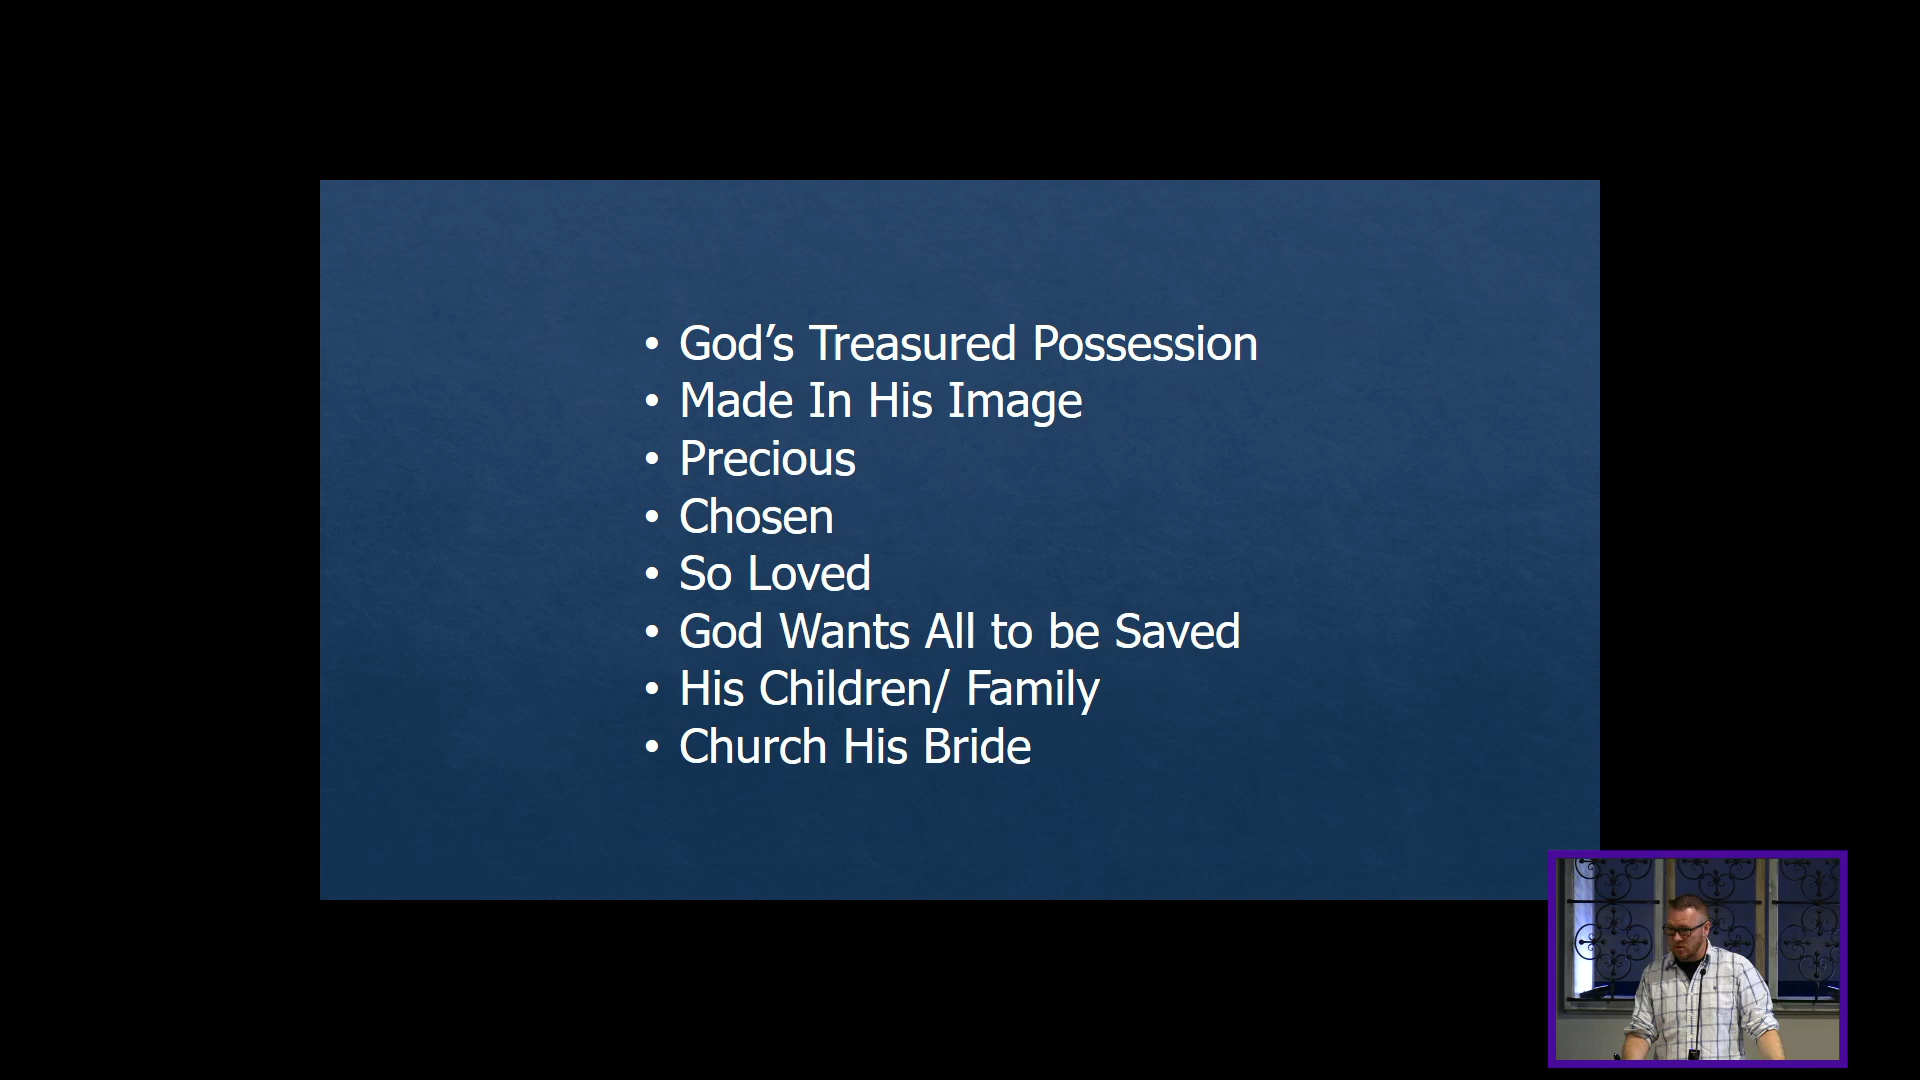 • God’s Treasured Possession
• Made In His Image
• Precious
• Chosen
• So Loved
• God Wants All to be Saved
• His Children/ Family
• Church His Bride